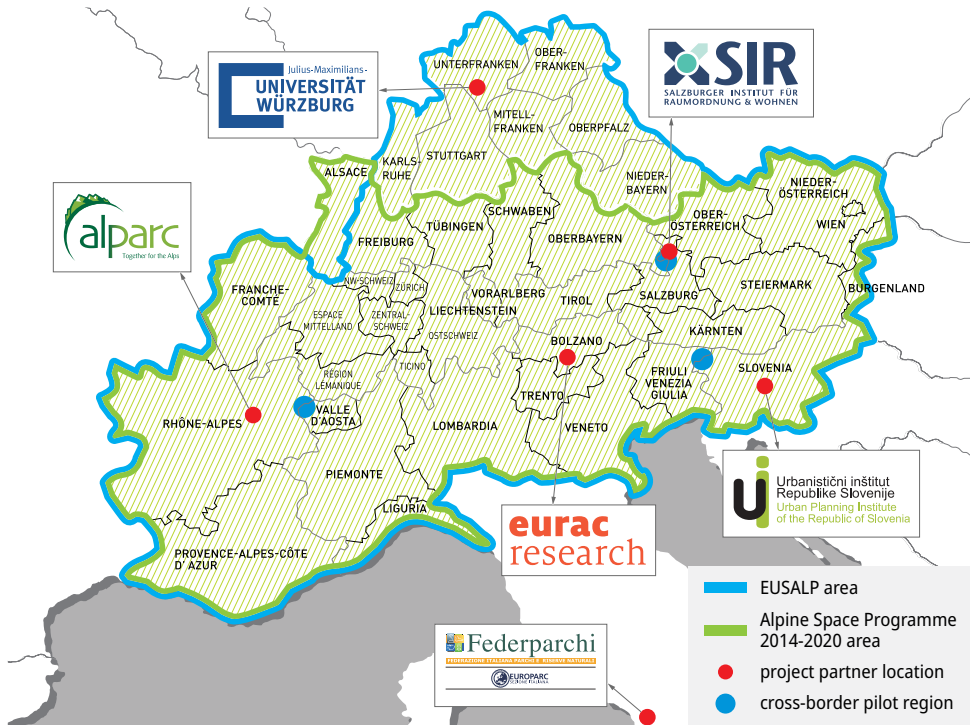 Julius-Maximilians-
UNIVERSITÄT
WÜRZBURG
SIR
SALZBURGER INSTITUT FÜR
RAUMORDNUNG & WOHNEN
alparc
Together for the Alps
OBER-
FRANKEN
UNTERFRANKEN
MITELL-
FRANKEN
OBERPFALZ
KARLS-
RUHE
STUTTGART
ALSACE
NIEDER-
BAYERN
NIEDER-
ÖSTERREICH
SCHWABEN
OBER-
ÖSTERREICH
WIEN
TÜBINGEN
FREIBURG
OBERBAYERN
NW-SCHWEIZ
ZÜRICH
FRANCHE-
COMTÉ
VORARLBERG
TIROL
SALZBURG
STEIERMARK
BURGENLAND
ESPACE
MITTELLAND
ZENTRAL-
SCHWEIZ
LIECHTENSTEIN
OSTSCHWEIZ
BOLZANO
KÄRNTEN
RÉGION
LÉMANIQUE
TICINO
FRIULI
VENEZIA
GIULIA
SLOVENIA
TRENTO
RHÔNE-ALPES
VALLE
D'AOSTA
LOMBARDIA
VENETO
PIEMONTE
LIGURIA
PROVENCE-ALPES-CÔTE
D' AZUR
eurac
research
ui
Urbanistični inštitut
Republike Slovenije
Urban Planning Institute
of the Republic of Slovenia
Federparchi
FEDERAZIONE ITALIANA PARCHI E RISERVE NATURALI
EUROPARC
SEZIONE ITALIANA
EUSALP area
Alpine Space Programme
2014-2020 area
project partner location
cross-border pilot region